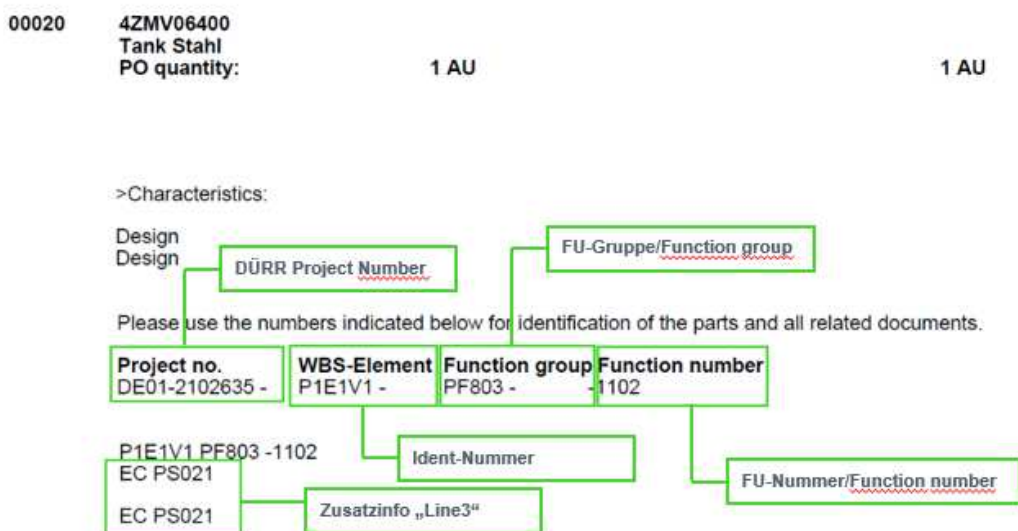 00020 4ZMV06400
Tank Stahl
PO quantity: 1 AU 1 AU
>Characteristics:
Design
Design
DÜRR Project Number
FU-Gruppe/Function group
Please use the numbers indicated below for identification of the parts and all related documents.
Project no. WBS-Element Function group Function number
DE01-2102635 - P1E1V1 - PF803 - -1102
P1E1V1 PF803 -1102
EC PS021
Ident-Nummer
FU-Nummer/Function number
EC PS021
Zusatzinfo „Line3“